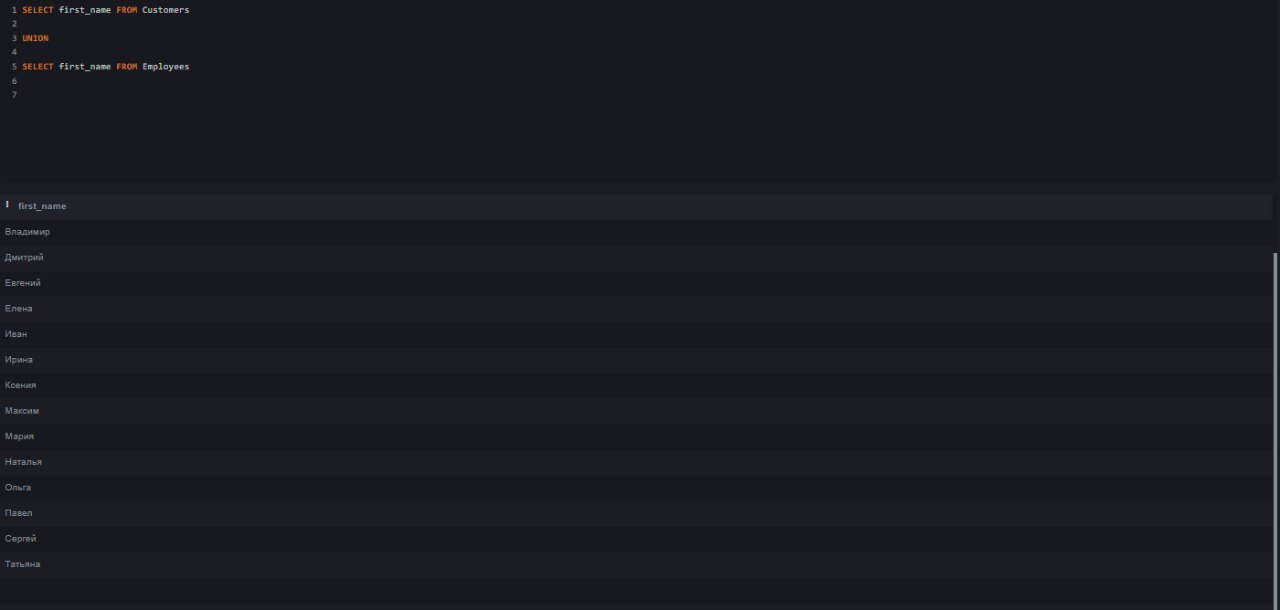 1 SELECT first_name FROM Customers
2
3 UNION
4
5 SELECT first_name FROM Employees
6
7
first_name
Владимир
Дмитрий
Евгений
Елена
Иван
Ирина
Ксения
Максим
Мария
Наталья
Ольга
Павел
Сергей
Татьяна